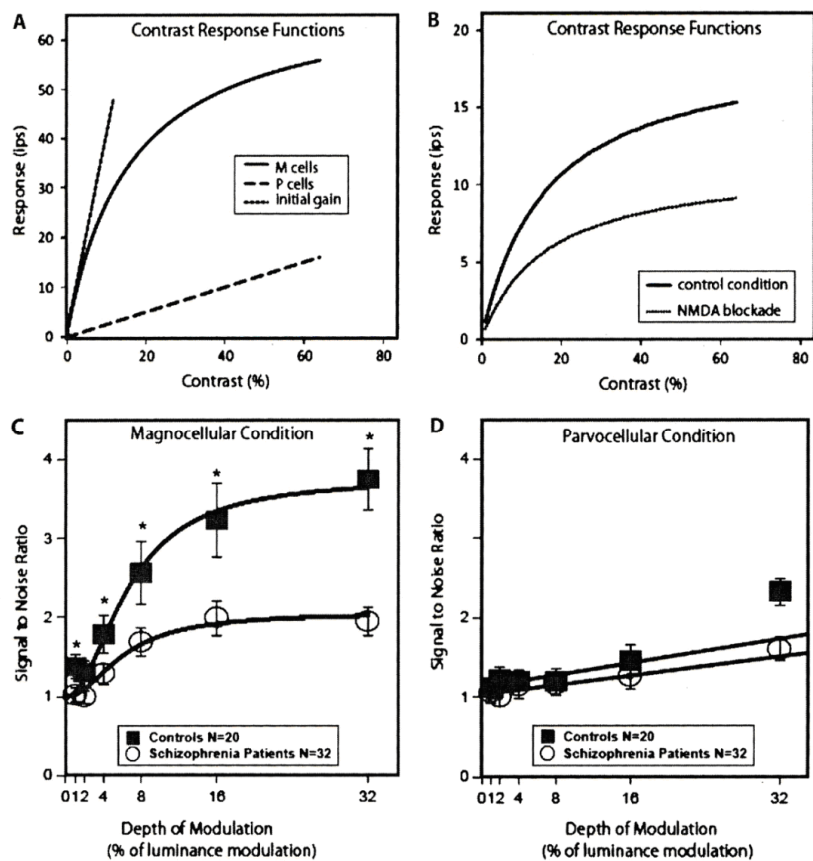 A
Contrast Response Functions
60
50
40
30
20
10
0
Response (ips)
M cells
P cells
initial gain
0 20 40 60 80
Contrast (%)
B
Contrast Response Functions
20
15
10
5
0
Response (ips)
control condition
NMDA blockade
0 20 40 60 80
Contrast (%)
C
Magnocellular Condition
4
3
2
1
0
Signal to Noise Ratio
* * * * *
Controls N=20
Schizophrenia Patients N=32
0 1 2 4 8 16 32
Depth of Modulation
(% of luminance modulation)
D
Parvocellular Condition
4
2
1
0
Signal to Noise Ratio
Controls N=20
Schizophrenia Patients N=32
0 1 2 4 8 16 32
Depth of Modulation
(% of luminance modulation)